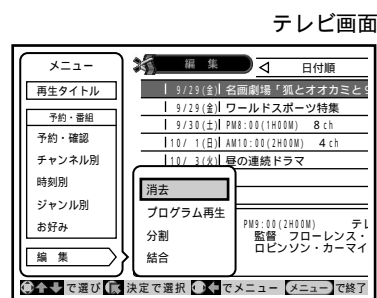 テレビ画面
メニュー
編 集
日付順
再生タイトル
予約・番組
予約・確認
チャンネル別
時刻別
ジャンル別
お好み
編 集
9/29(金) 名画劇場「狐とオオカミと
9/29(金) ワールドスポーツ特集
9/30(土) PM8:00(1H00M) 8ch
10/ 1(日) AM10:00(2H00M) 4ch
10/ 3(火) 昼の連続ドラマ
消去
プログラム再生
分割
結合
PM9:00(2H00M) テレ
監督 フローレンス・
ロビンソン・カーマイ
で選び 決定で選択 でメニュー メニューで終了